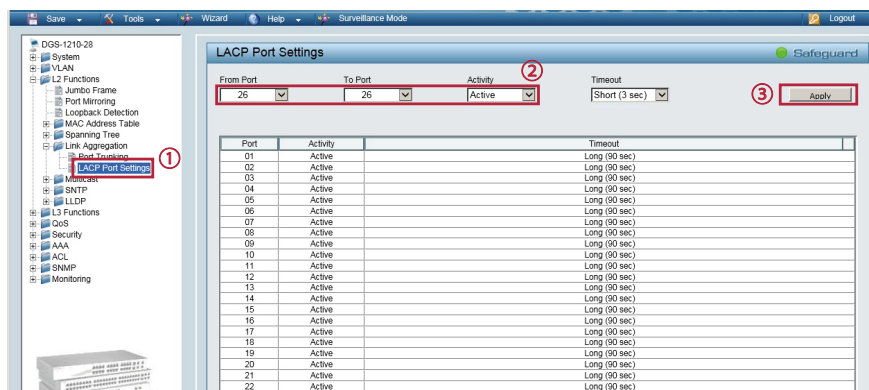 Save Tools Wizard Help Surveillance Mode Logout
DGS-1210-28
System
VLAN
L2 Functions
Jumbo Frame
Port Mirroring
Loopback Detection
MAC Address Table
Spanning Tree
Link Aggregation
Port Trunking
LACP Port Settings
①
Multicast
SNTP
LLDP
L3 Functions
QoS
Security
AAA
ACL
SNMP
Monitoring
LACP Port Settings Safeguard
②
From Port To Port Activity Timeout
26 26 Active Short (3 sec) ③ Apply
Port Activity Timeout
01 Active Long (90 sec)
02 Active Long (90 sec)
03 Active Long (90 sec)
04 Active Long (90 sec)
05 Active Long (90 sec)
06 Active Long (90 sec)
07 Active Long (90 sec)
08 Active Long (90 sec)
09 Active Long (90 sec)
10 Active Long (90 sec)
11 Active Long (90 sec)
12 Active Long (90 sec)
13 Active Long (90 sec)
14 Active Long (90 sec)
15 Active Long (90 sec)
16 Active Long (90 sec)
17 Active Long (90 sec)
18 Active Long (90 sec)
19 Active Long (90 sec)
20 Active Long (90 sec)
21 Active Long (90 sec)
22 Active Long (90 sec)